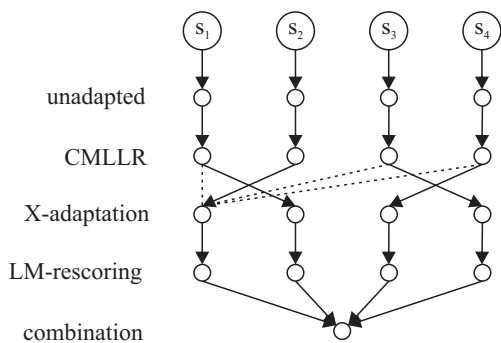 s1 s2 s3 s4
unadapted
CMLLR
X-adaptation
LM-rescoring
combination